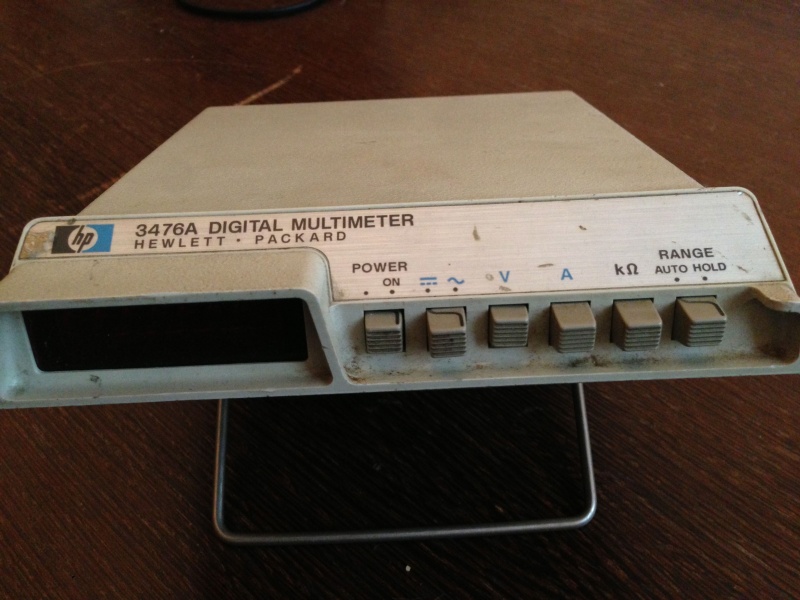 hp
3476A DIGITAL MULTIMETER
HEWLETT · PACKARD
POWER
ON
V
A
kΩ
RANGE
AUTO HOLD